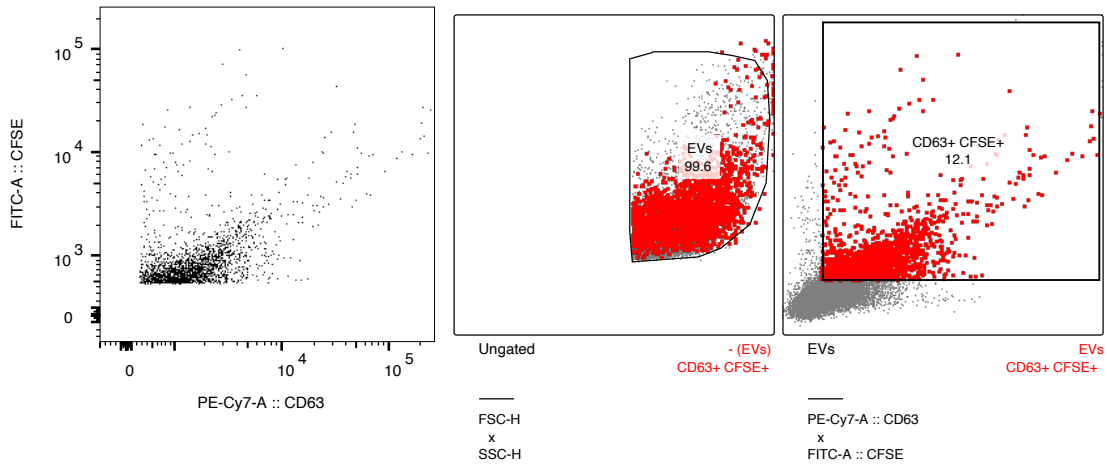 FITC-A :: CFSE
10^5
10^4
10^3
0
0
10^4
10^5
PE-Cy7-A :: CD63
EVs
99.6
Ungated
- (EVs)
CD63+ CFSE+
FSC-H
x
SSC-H
CD63+ CFSE+
12.1
EVs
EVs
CD63+ CFSE+
PE-Cy7-A :: CD63
x
FITC-A :: CFSE